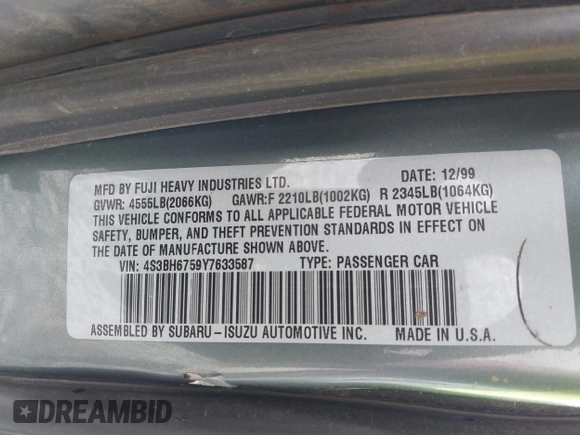 MFD BY FUJI HEAVY INDUSTRIES LTD. DATE: 12/99
GVWR: 4555LB(2066KG) GAWR:F 2210LB(1002KG) R 2345LB(1064KG)
THIS VEHICLE CONFORMS TO ALL APPLICABLE FEDERAL MOTOR VEHICLE
SAFETY, BUMPER, AND THEFT PREVENTION STANDARDS IN EFFECT ON
THE DATE OF MANUFACTURE SHOWN ABOVE.
VIN: 4S3BH6759Y7633587 TYPE: PASSENGER CAR
ASSEMBLED BY SUBARU-ISUZU AUTOMOTIVE INC. MADE IN U.S.A.
DREAMBID